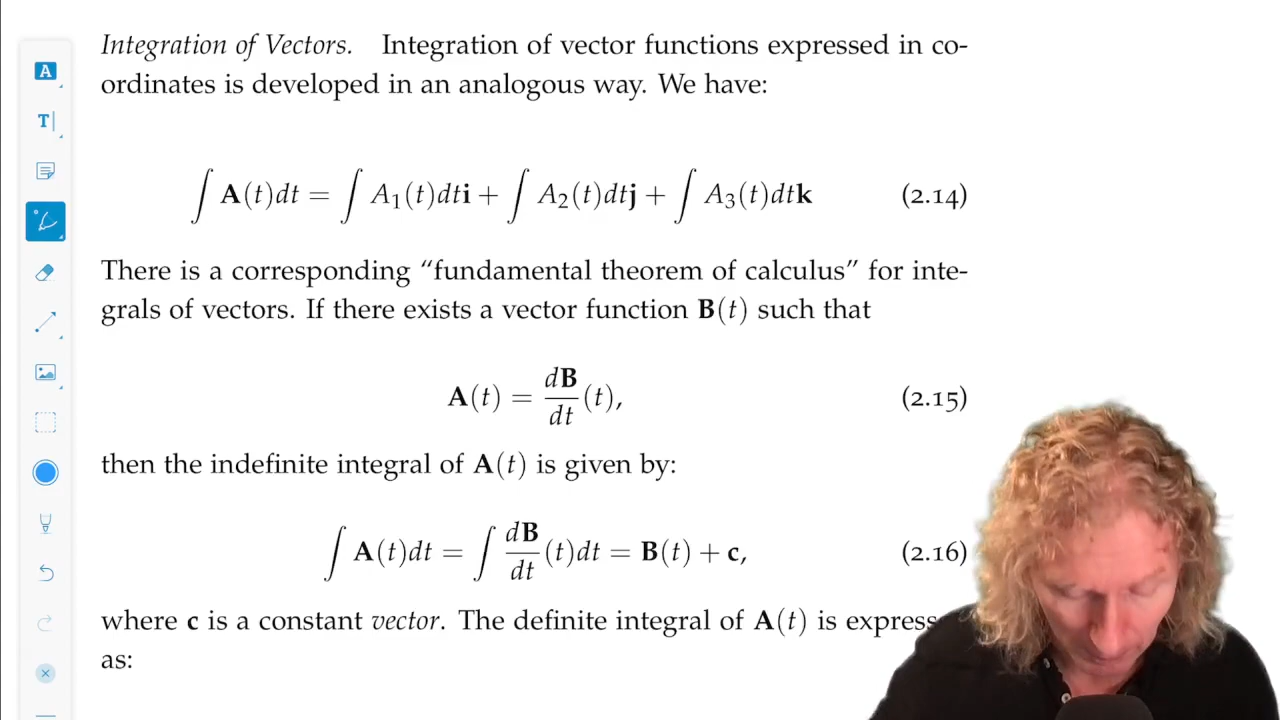 Integration of Vectors. Integration of vector functions expressed in co-
ordinates is developed in an analogous way. We have:
∫ A(t)dt = ∫ A₁(t)dti + ∫ A₂(t)dtj + ∫ A₃(t)dtk (2.14)
There is a corresponding “fundamental theorem of calculus” for inte-
grals of vectors. If there exists a vector function B(t) such that
A(t) = dB/dt (t), (2.15)
then the indefinite integral of A(t) is given by:
∫ A(t)dt = ∫ dB/dt (t)dt = B(t) + c, (2.16)
where c is a constant vector. The definite integral of A(t) is
as:
A
T